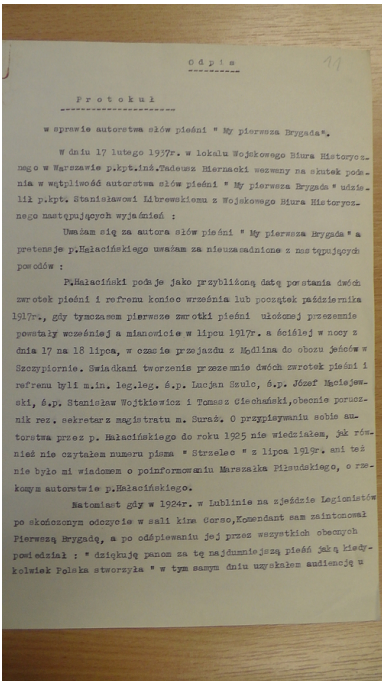 11
O d p i s
P r o t o k u ł
w sprawie autorstwa słów pieśni " My pierwsza Brygada".
W dniu 17 lutego 1937r. w lokalu Wojskowego Biura Historycz-
nego w Warszawie p.kpt.inż.Tadeusz Biernacki wezwany na skutek poda-
nia w wątpliwość autorstwa słów pieśni " My pierwsza Brygada " udzie-
lił p.kpt. Stanisławowi Librewskiemu z Wojskowego Biura Historycz-
nego następujących wyjaśnień :
Uważam się za autora słów pieśni " My pierwsza Brygada" a
pretensje p.Hałacińskiego uważam za nieuzasadnione z następujących
powodów :
P.Hałaciński podaje jako przybliżoną datę powstania dwóch
zwrotek pieśni i refrenu koniec września lub początek października
1917r., gdy tymczasem pierwsze zwrotki pieśni ułożonej przezemnie
powstały wcześniej a mianowicie w lipcu 1917r. a ściślej w nocy z
dnia 17 na 18 lipca, w czasie przejazdu z Modlina do obozu jeńców w
Szczypiornie. Świadkami tworzenia przezemnie dwóch zwrotek pieśni i
refrenu byli m.in. leg.leg. ś.p. Lucjan Szulc, ś.p. Józef Maciejew-
ski, ś.p. Stanisław Wojtkiewicz i Tomasz Ciechański,obecnie porucz-
nik rez. sekretarz magistratu m. Suraż. O przypisywaniu sobie au-
torstwa przez p. Hałacińskiego do roku 1925 nie wiedziałem, jak rów-
nież nie czytałem numeru pisma " Strzelec " z lipca 1919r. ani też
nie było mi wiadomem o poinformowaniu Marszałka Piłsudskiego, o rze-
komym autorstwie p.Hałacińskiego.
Natomiast gdy w 1924r. w Lublinie na zjeździe Legionistów
po skończonym odczycie w sali kina Corso,Komendant sam zaintonował
Pierwszą Brygadę, a po odśpiewaniu jej przez wszystkich obecnych
powiedział : " dziękuję panom za tę najdumniejszą pieśń jaką kiedy-
kolwiek Polska stworzyła " w tym samym dniu uzyskałem audiencję u